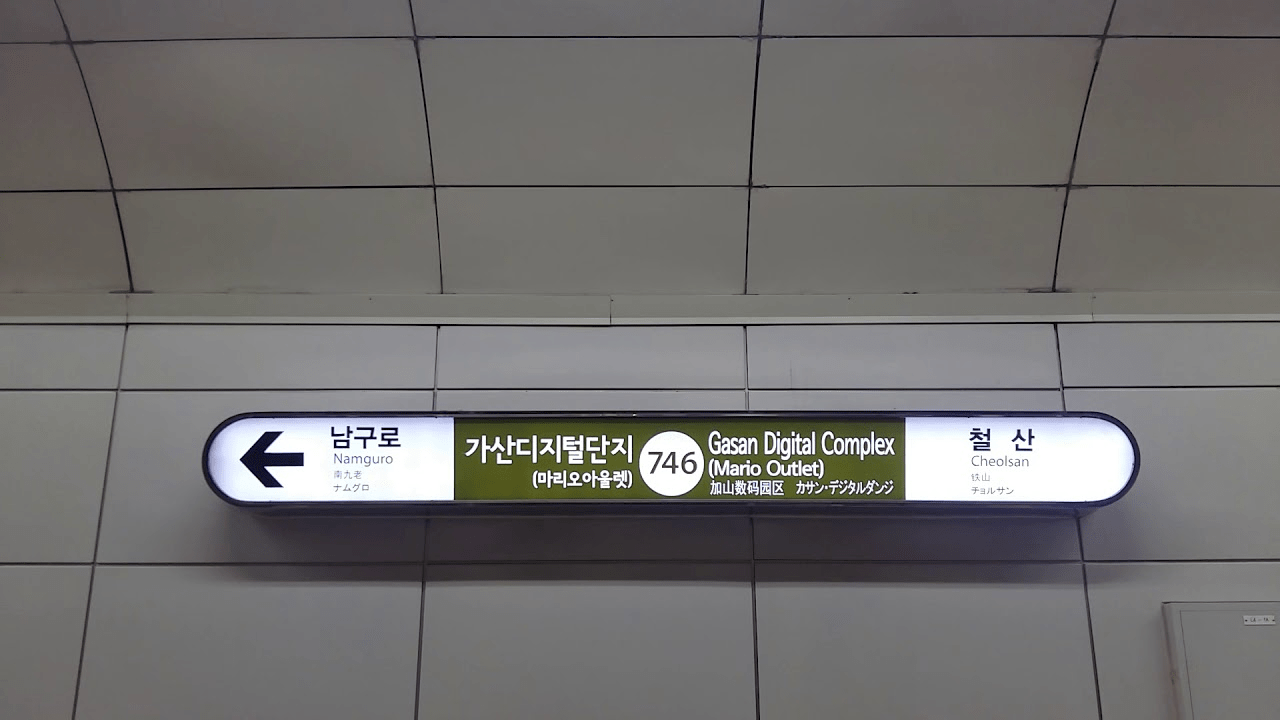 남구로
Namguro
南九老
ナムグロ
가산디지털단지
(마리오아울렛)
746
Gasan Digital Complex
(Mario Outlet)
加山数码园区 カサン·デジタルダンジ
철 산
Cheolsan
铁山
チョルサン